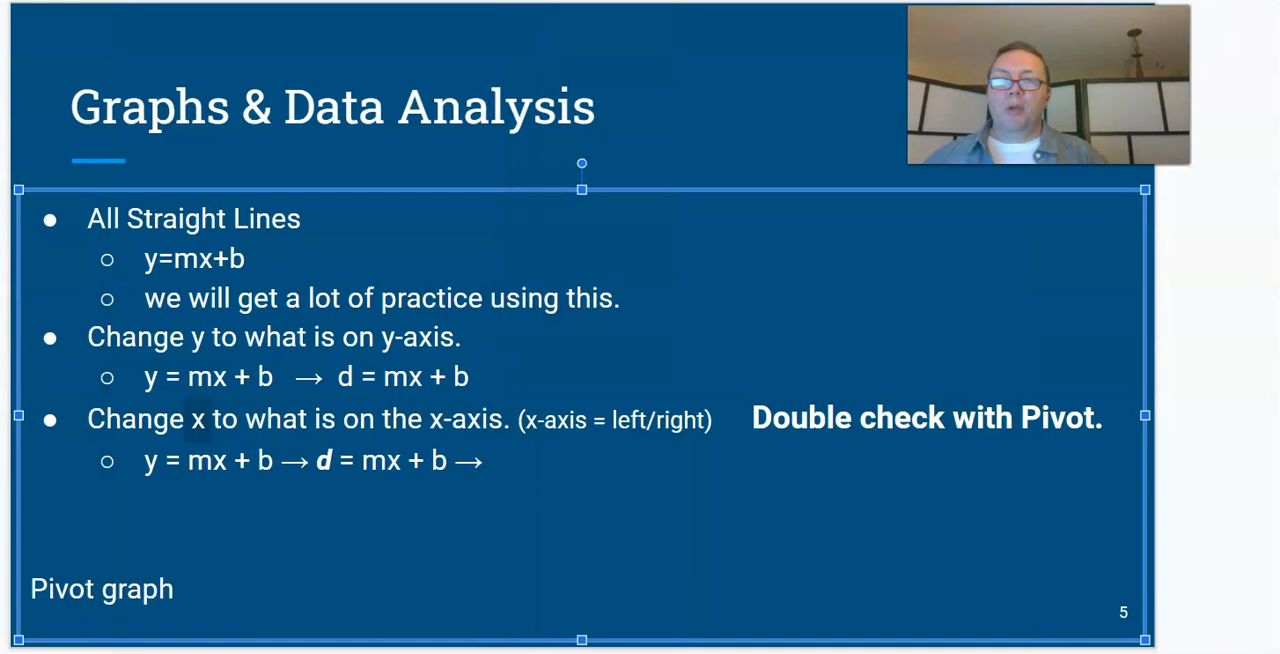 Graphs & Data Analysis
● All Straight Lines
○ y=mx+b
○ we will get a lot of practice using this.
● Change y to what is on y-axis.
○ y = mx + b → d = mx + b
● Change x to what is on the x-axis. (x-axis = left/right) Double check with Pivot.
○ y = mx + b → d = mx + b →
Pivot graph
5